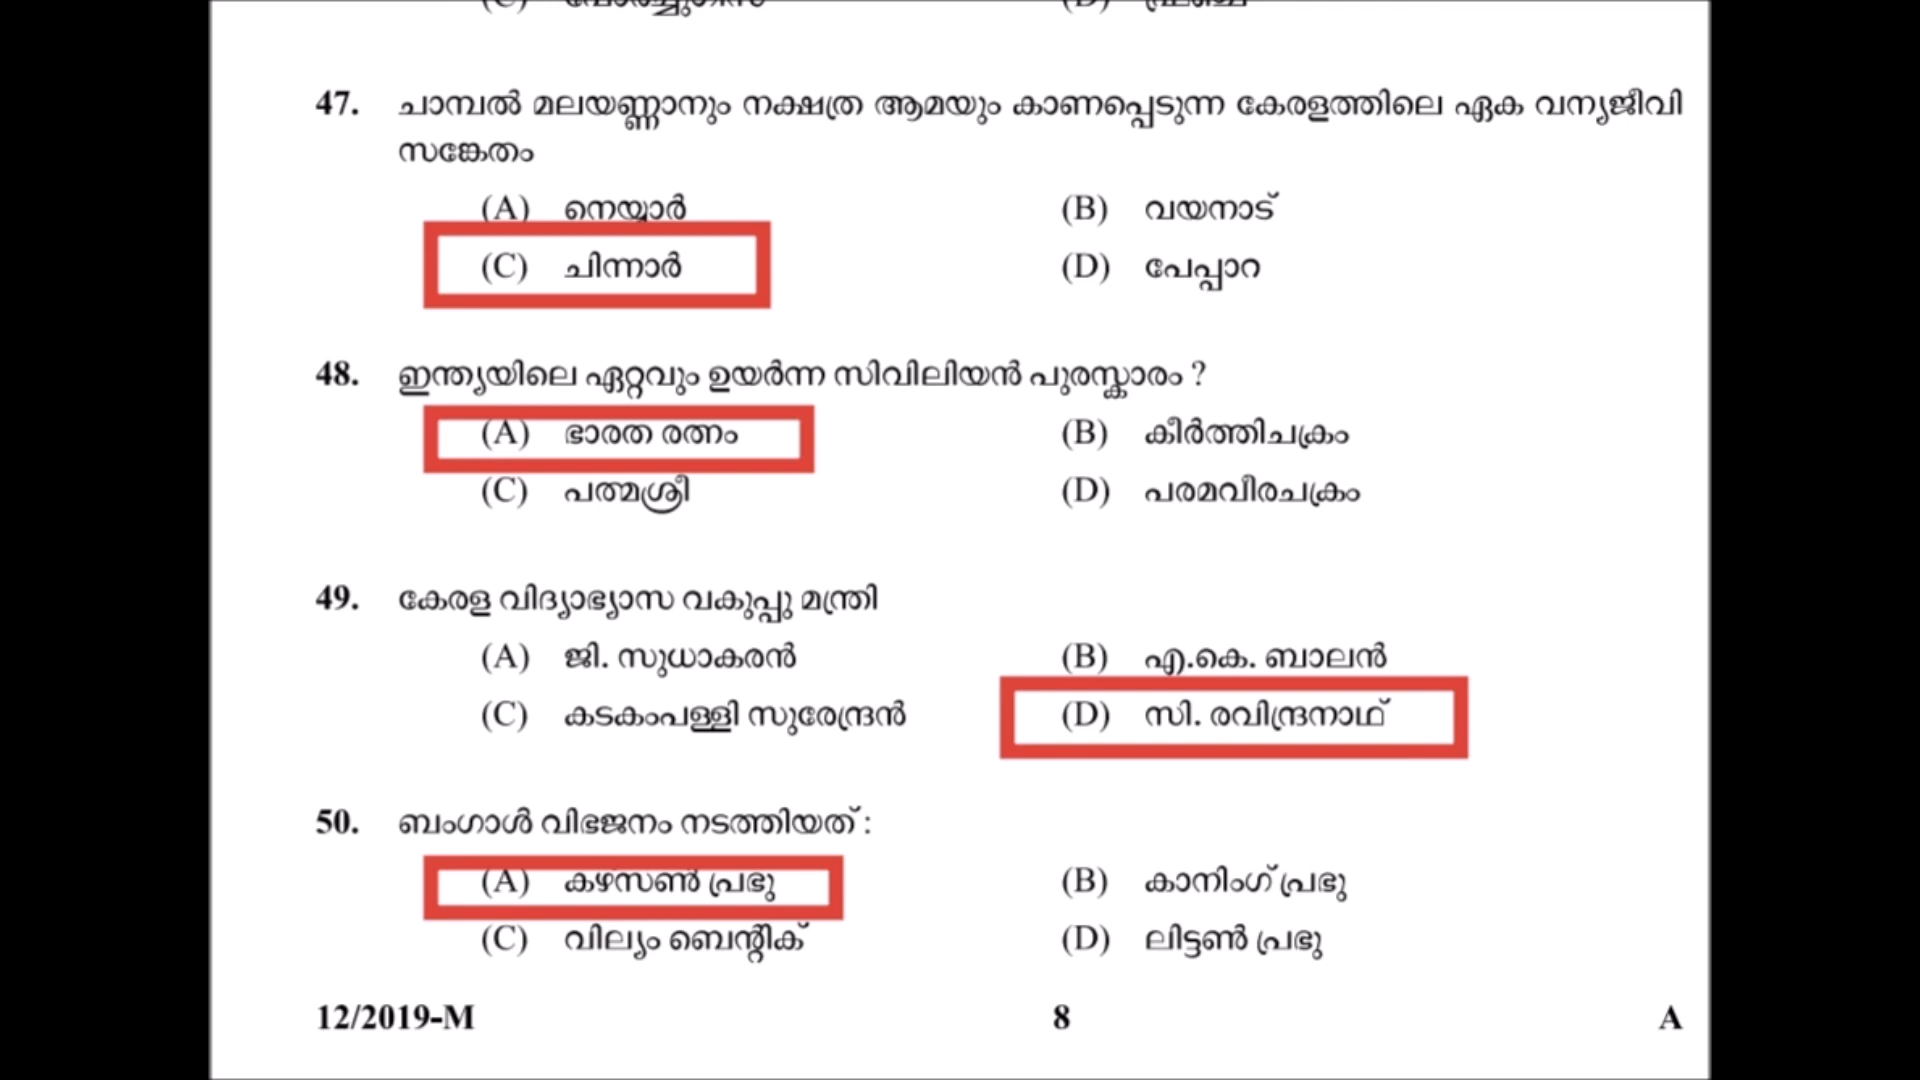 47. ചാമ്പൽ മലയണ്ണാനും നക്ഷത്ര ആമയും കാണപ്പെടുന്ന കേരളത്തിലെ ഏക വന്യജീവി
സങ്കേതം
(A) നെയ്യാർ (B) വയനാട്
(C) ചിന്നാർ (D) പേപ്പാറ
48. ഇന്ത്യയിലെ ഏറ്റവും ഉയർന്ന സിവിലിയൻ പുരസ്കാരം ?
(A) ഭാരത രത്നം (B) കീർത്തിചക്രം
(C) പത്മശ്രീ (D) പരമവീരചക്രം
49. കേരള വിദ്യാഭ്യാസ വകുപ്പു മന്ത്രി
(A) ജി. സുധാകരൻ (B) എ.കെ. ബാലൻ
(C) കടകംപള്ളി സുരേന്ദ്രൻ (D) സി. രവിന്ദ്രനാഥ്
50. ബംഗാൾ വിഭജനം നടത്തിയത് :
(A) കഴ്സൺ പ്രഭു (B) കാനിംഗ് പ്രഭു
(C) വില്യം ബെന്റിക് (D) ലിട്ടൺ പ്രഭു
12/2019-M 8 A